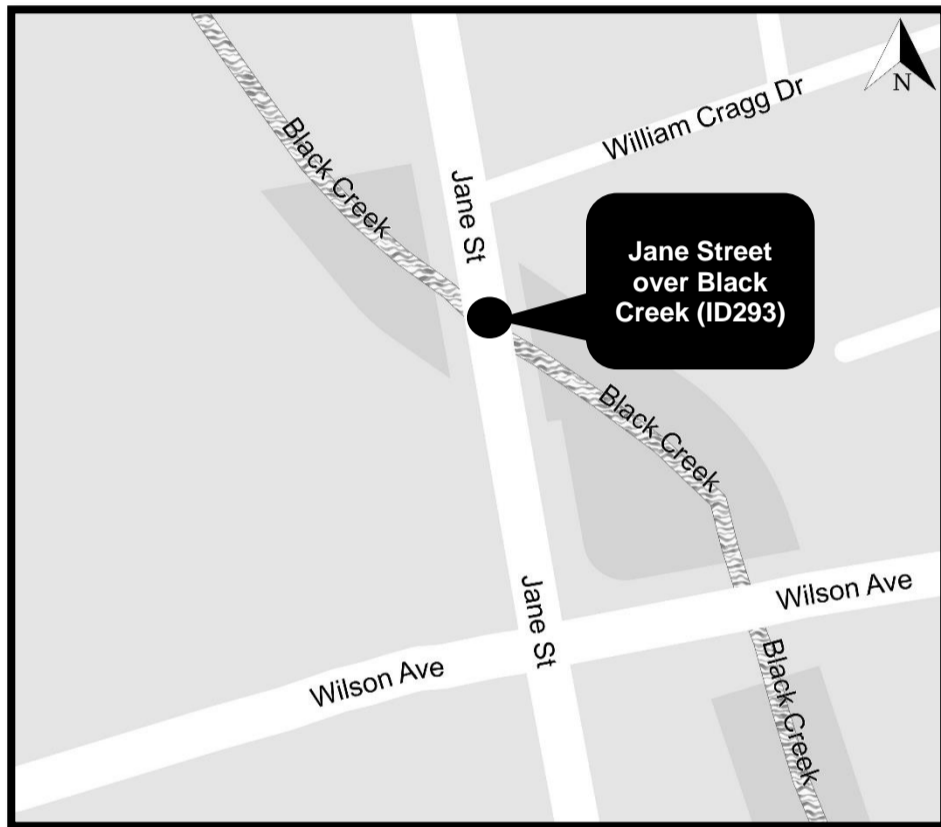 N
William Cragg Dr
Black Creek
Jane St
Jane Street
over Black
Creek (ID293)
Black Creek
Jane St
Wilson Ave
Wilson Ave
Black Creek